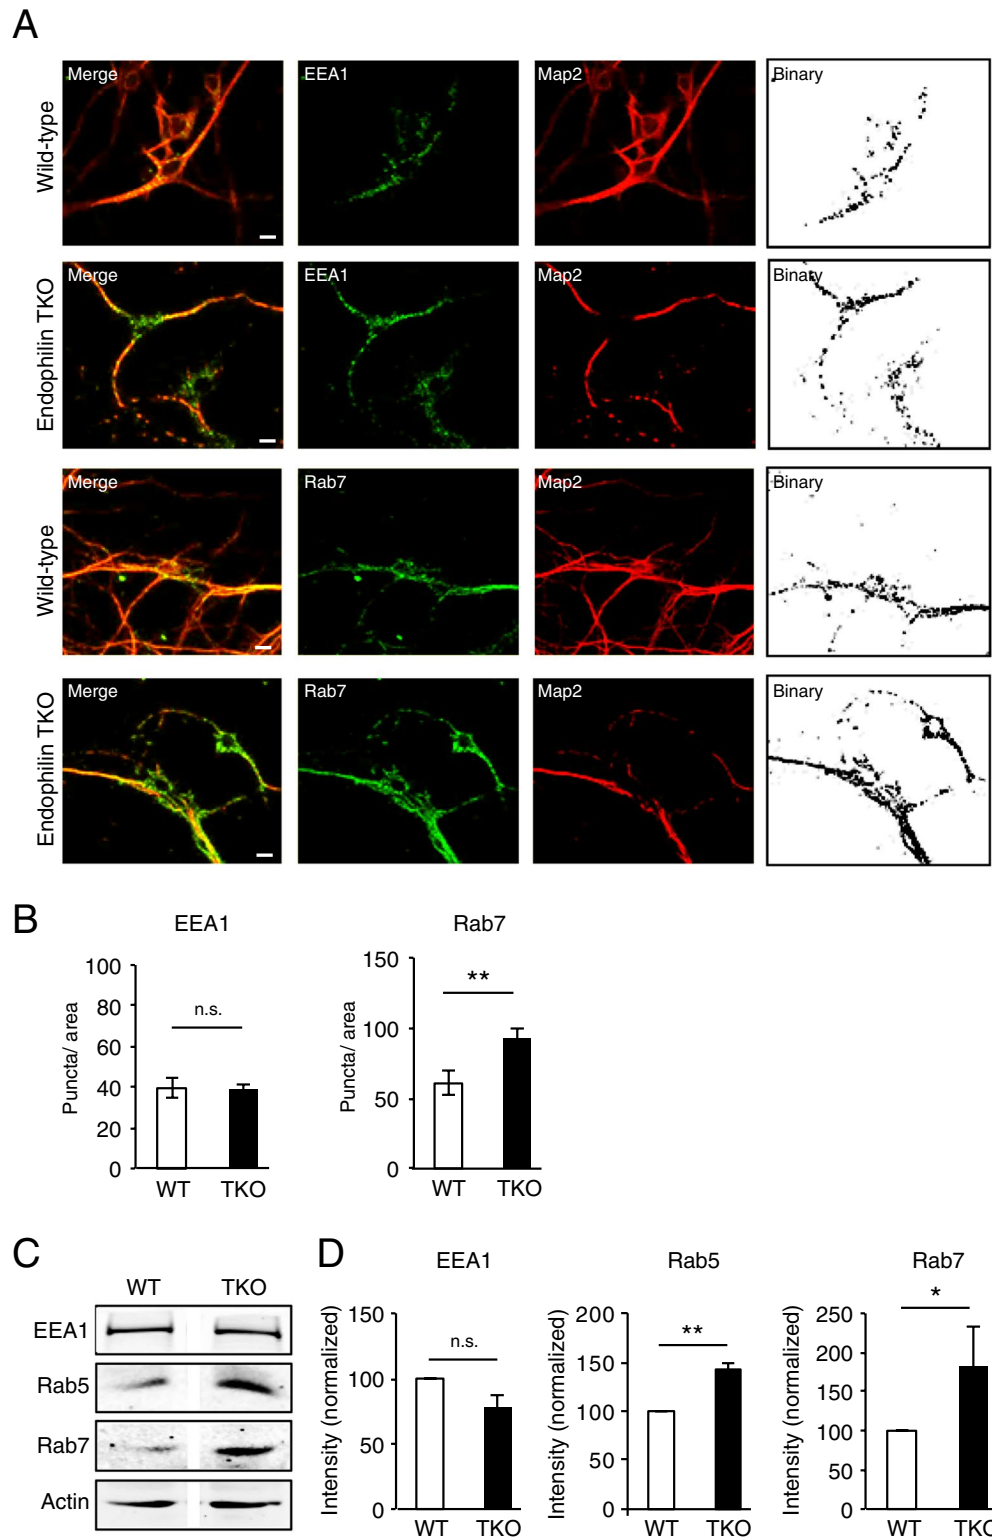 A
Wild-type
Merge
EEA1
Map2
Binary
Endophilin TKO
Merge
EEA1
Map2
Binary
Wild-type
Merge
Rab7
Map2
Binary
Endophilin TKO
Merge
Rab7
Map2
Binary
B
EEA1
Puncta/ area
100
80
60
40
20
0
n.s.
WT TKO
Rab7
Puncta/ area
150
100
50
0
**
WT TKO
C
WT TKO
EEA1
Rab5
Rab7
Actin
D
EEA1
Intensity (normalized)
150
100
50
0
n.s.
WT TKO
Rab5
Intensity (normalized)
200
150
100
50
0
**
WT TKO
Rab7
Intensity (normalized)
250
200
150
100
50
0
*
WT TKO